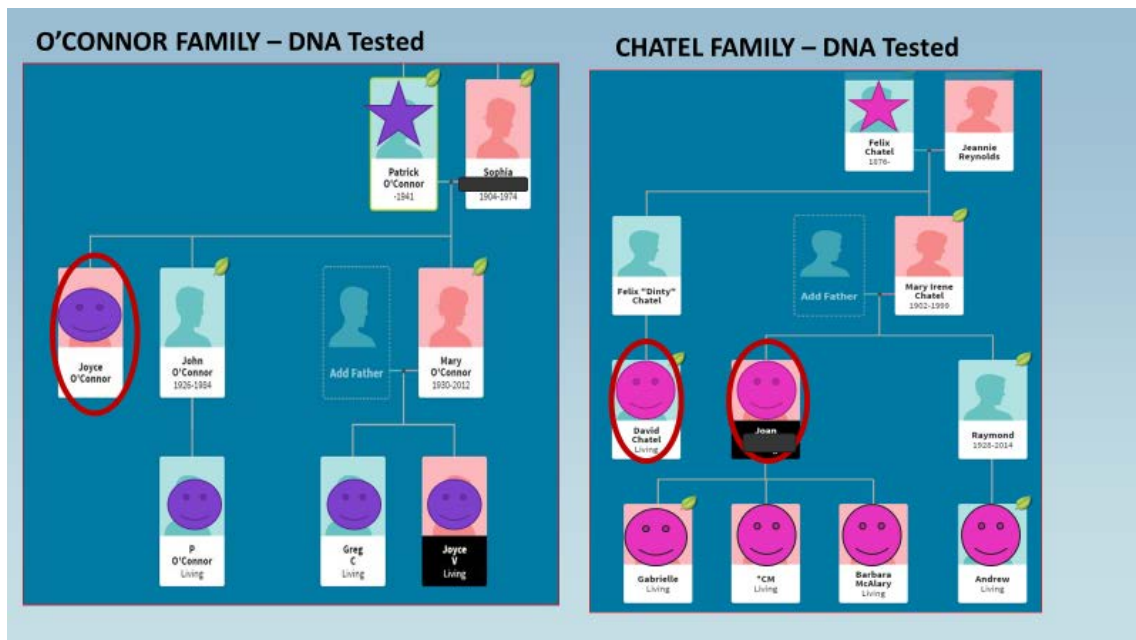 O'CONNOR FAMILY – DNA Tested
Patrick
O'Connor
-1941
Sophia
1904-1974
Joyce
O'Connor
John
O'Connor
1926-1984
Add Father
Mary
O'Connor
1930-2012
P
O'Connor
Living
Greg
C
Living
Joyce
V
Living
CHATEL FAMILY – DNA Tested
Felix
Chatel
1876-
Jeannie
Reynolds
Felix "Dinty"
Chatel
Add Father
Mary Irene
Chatel
1902-1999
David
Chatel
Living
Joan
Raymond
1928-2014
Gabrielle
Living
"CM
Living
Barbara
McAlary
Living
Andrew
Living